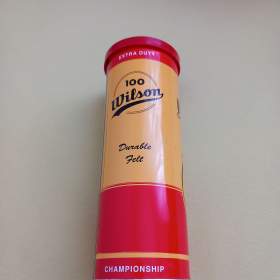 EXTRA DUTY
100
Wilson
Durable
Felt
CHAMPIONSHIP